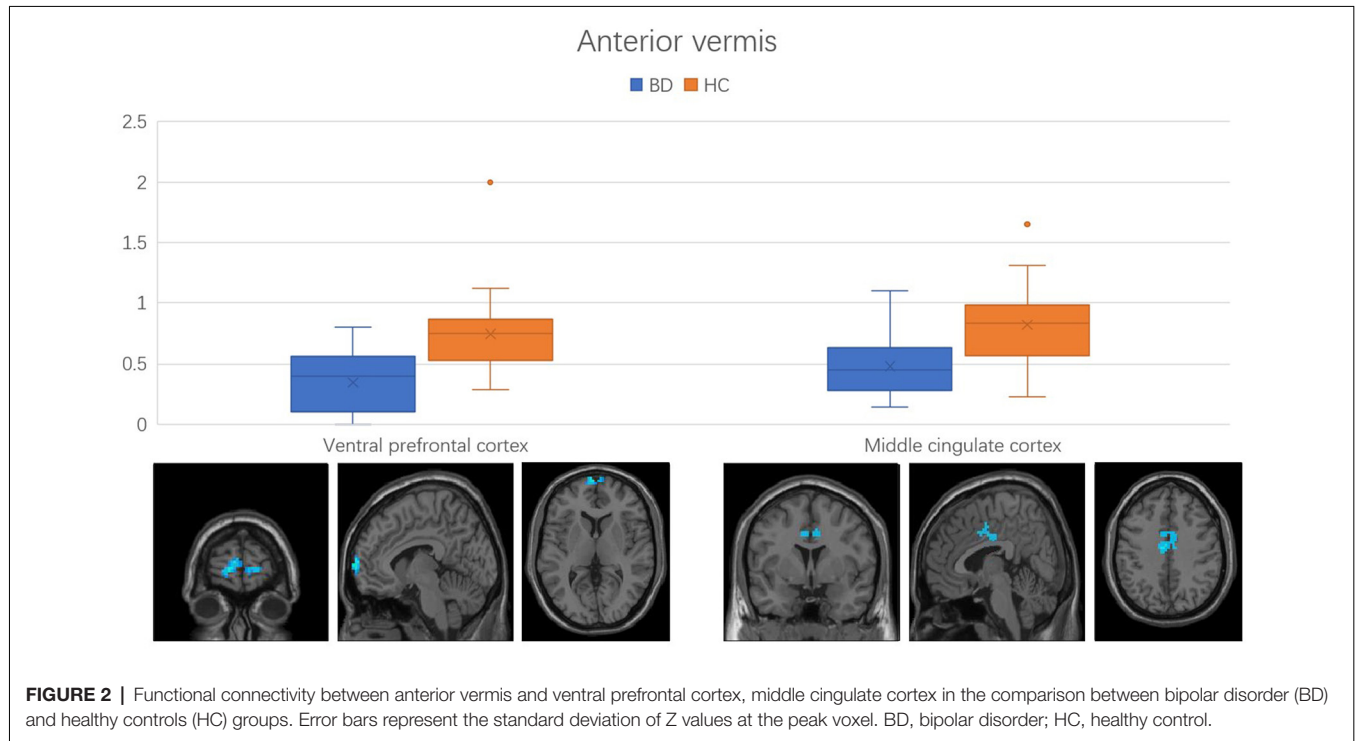 Anterior vermis
BD HC
2.5
2
1.5
1
0.5
0
Ventral prefrontal cortex Middle cingulate cortex
FIGURE 2 | Functional connectivity between anterior vermis and ventral prefrontal cortex, middle cingulate cortex in the comparison between bipolar disorder (BD)
and healthy controls (HC) groups. Error bars represent the standard deviation of Z values at the peak voxel. BD, bipolar disorder; HC, healthy control.